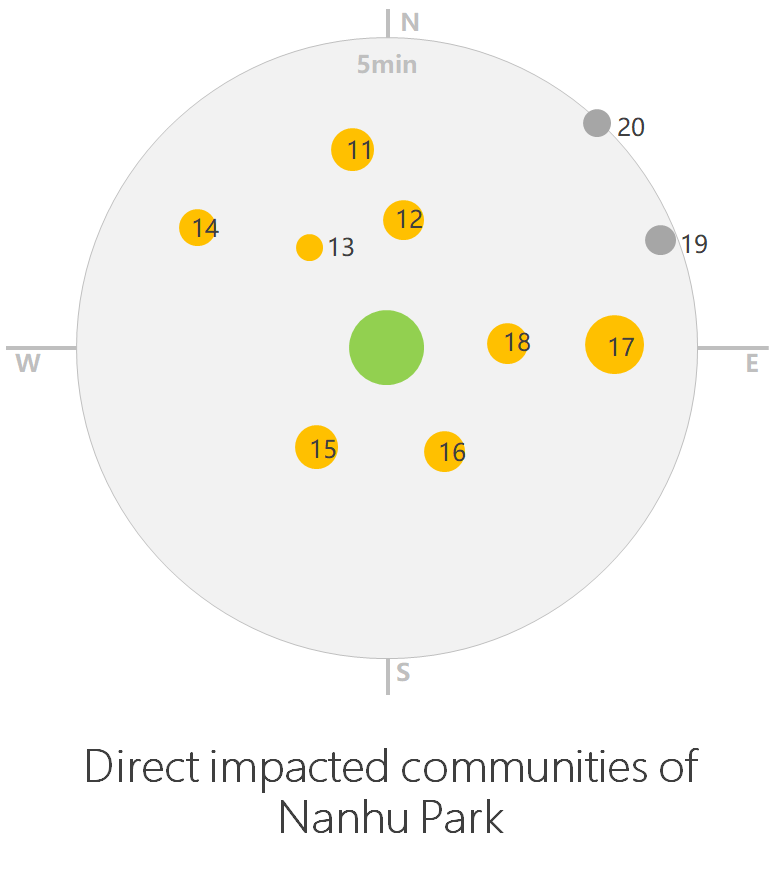 N
5min
20
11
12
14
13
19
18
17
W
E
15
16
S
Direct impacted communities of
Nanhu Park